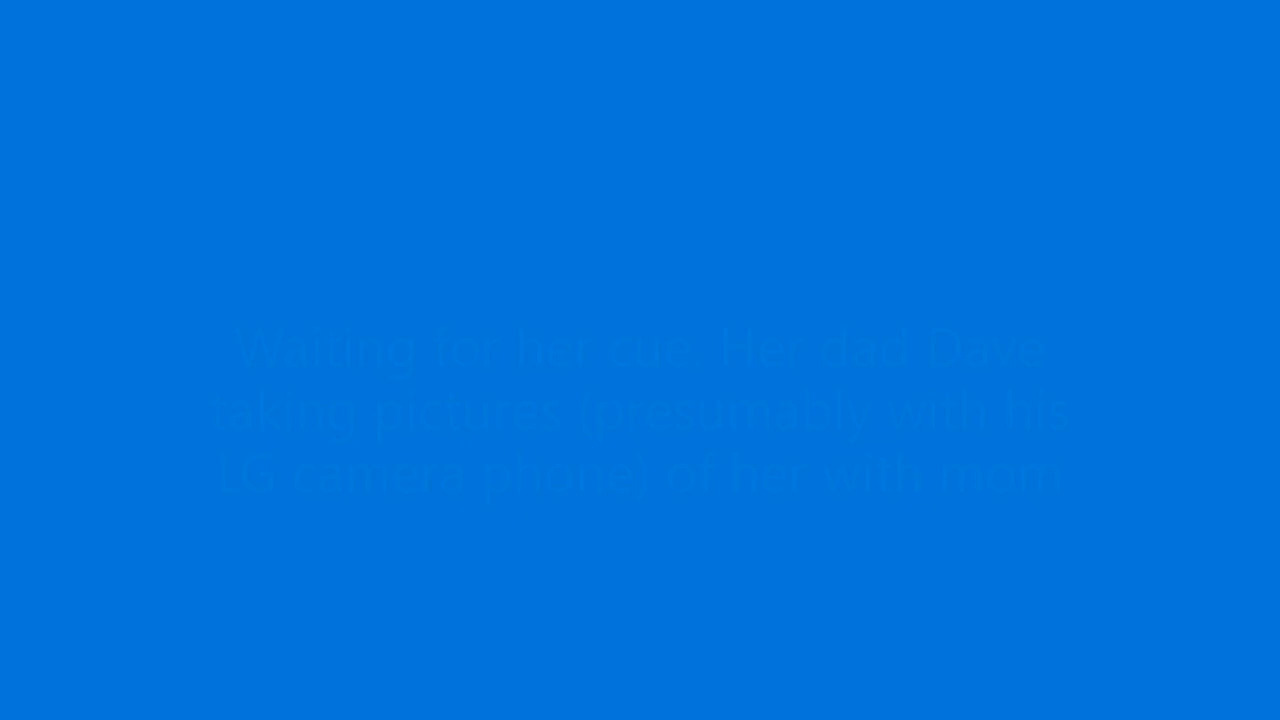 Waiting for her cue. Her dad Dave
taking pictures (presumably with his
LG camera phone) of her with mom